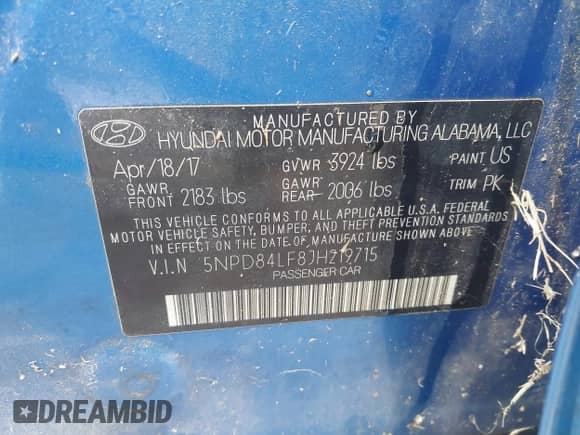 MANUFACTURED BY
HYUNDAI MOTOR MANUFACTURING ALABAMA, LLC
Apr/18/17 GVWR 3924 lbs PAINT US
GAWR FRONT 2183 lbs GAWR REAR 2006 lbs TRIM PK
THIS VEHICLE CONFORMS TO ALL APPLICABLE U.S.A. FEDERAL
MOTOR VEHICLE SAFETY, BUMPER, AND THEFT PREVENTION STANDARDS
IN EFFECT ON THE DATE OF MANUFACTURE SHOWN ABOVE.
V.I.N 5NPD84LF8JH219715
PASSENGER CAR
DREAMBID